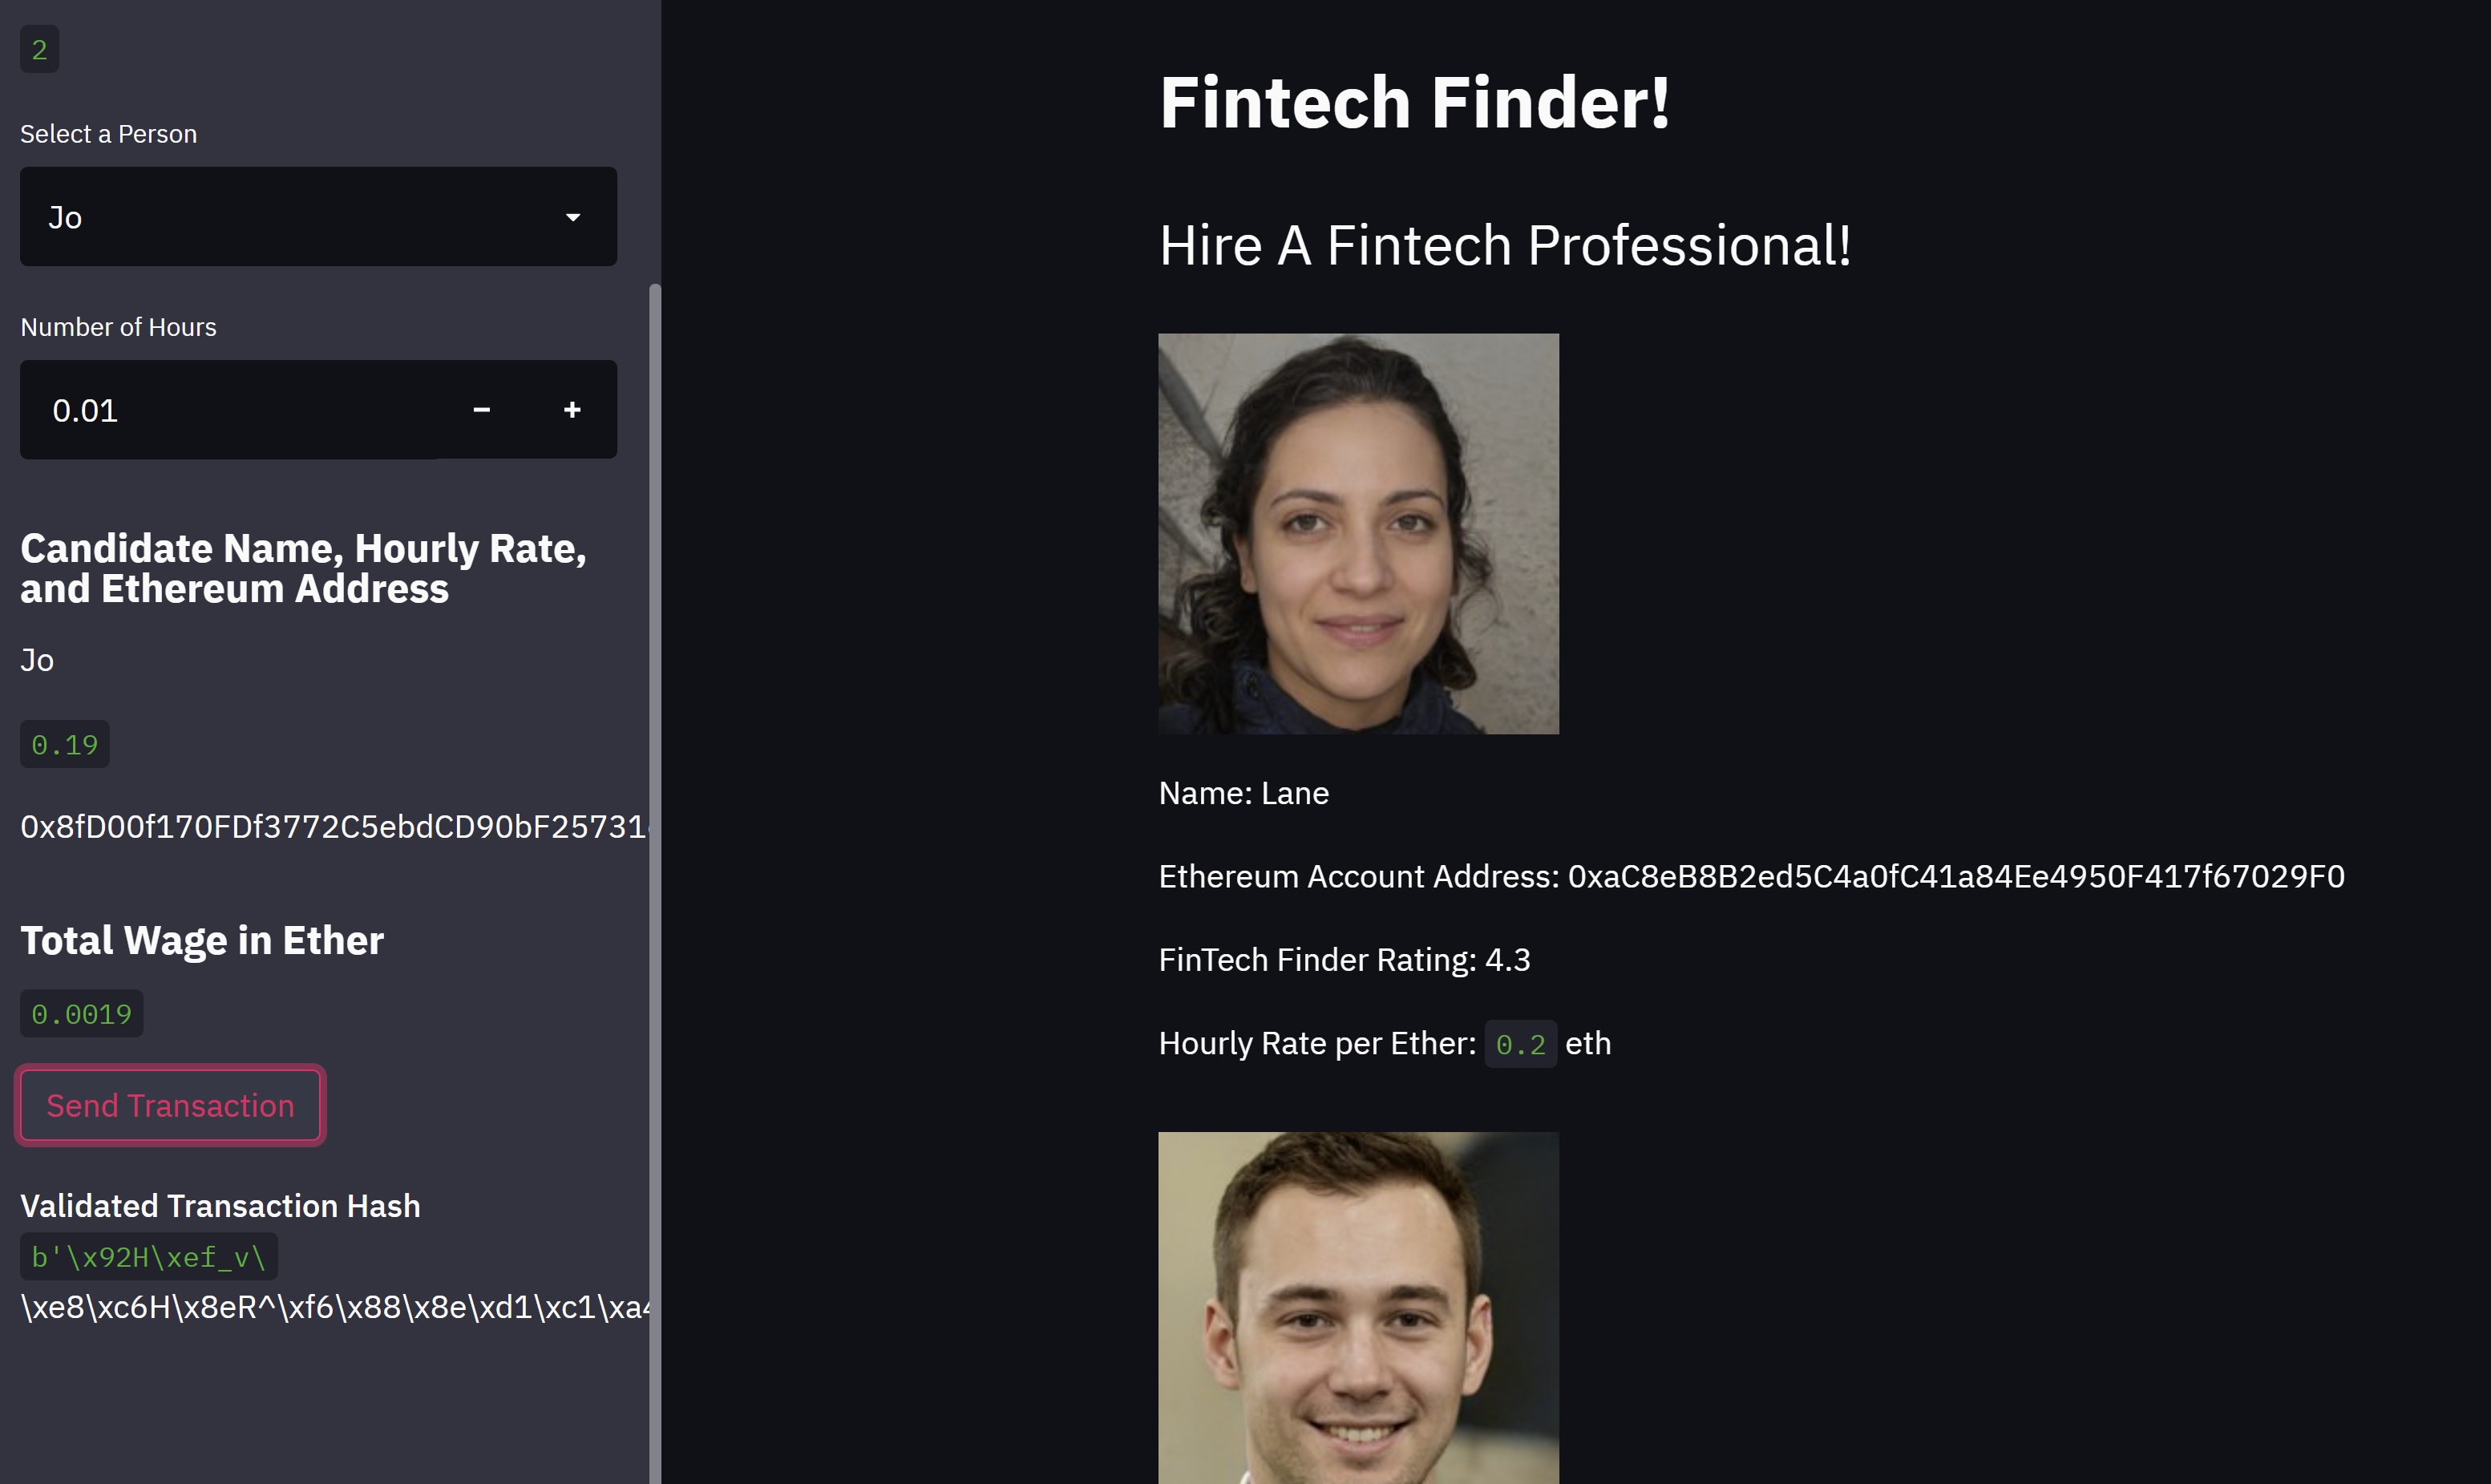 2
Select a Person
Jo
Number of Hours
0.01
Candidate Name, Hourly Rate,
and Ethereum Address
Jo
0.19
0x8fD00f170FDf3772C5ebdCD90bF25731
Total Wage in Ether
0.0019
Send Transaction
Validated Transaction Hash
b'\x92H\xef_v\
\xe8\xc6H\x8eR^\xf6\x88\x8e\xd1\xc1\xa4
Fintech Finder!
Hire A Fintech Professional!
Name: Lane
Ethereum Account Address: 0xaC8eB8B2ed5C4a0fC41a84Ee4950F417f67029F0
FinTech Finder Rating: 4.3
Hourly Rate per Ether: 0.2 eth